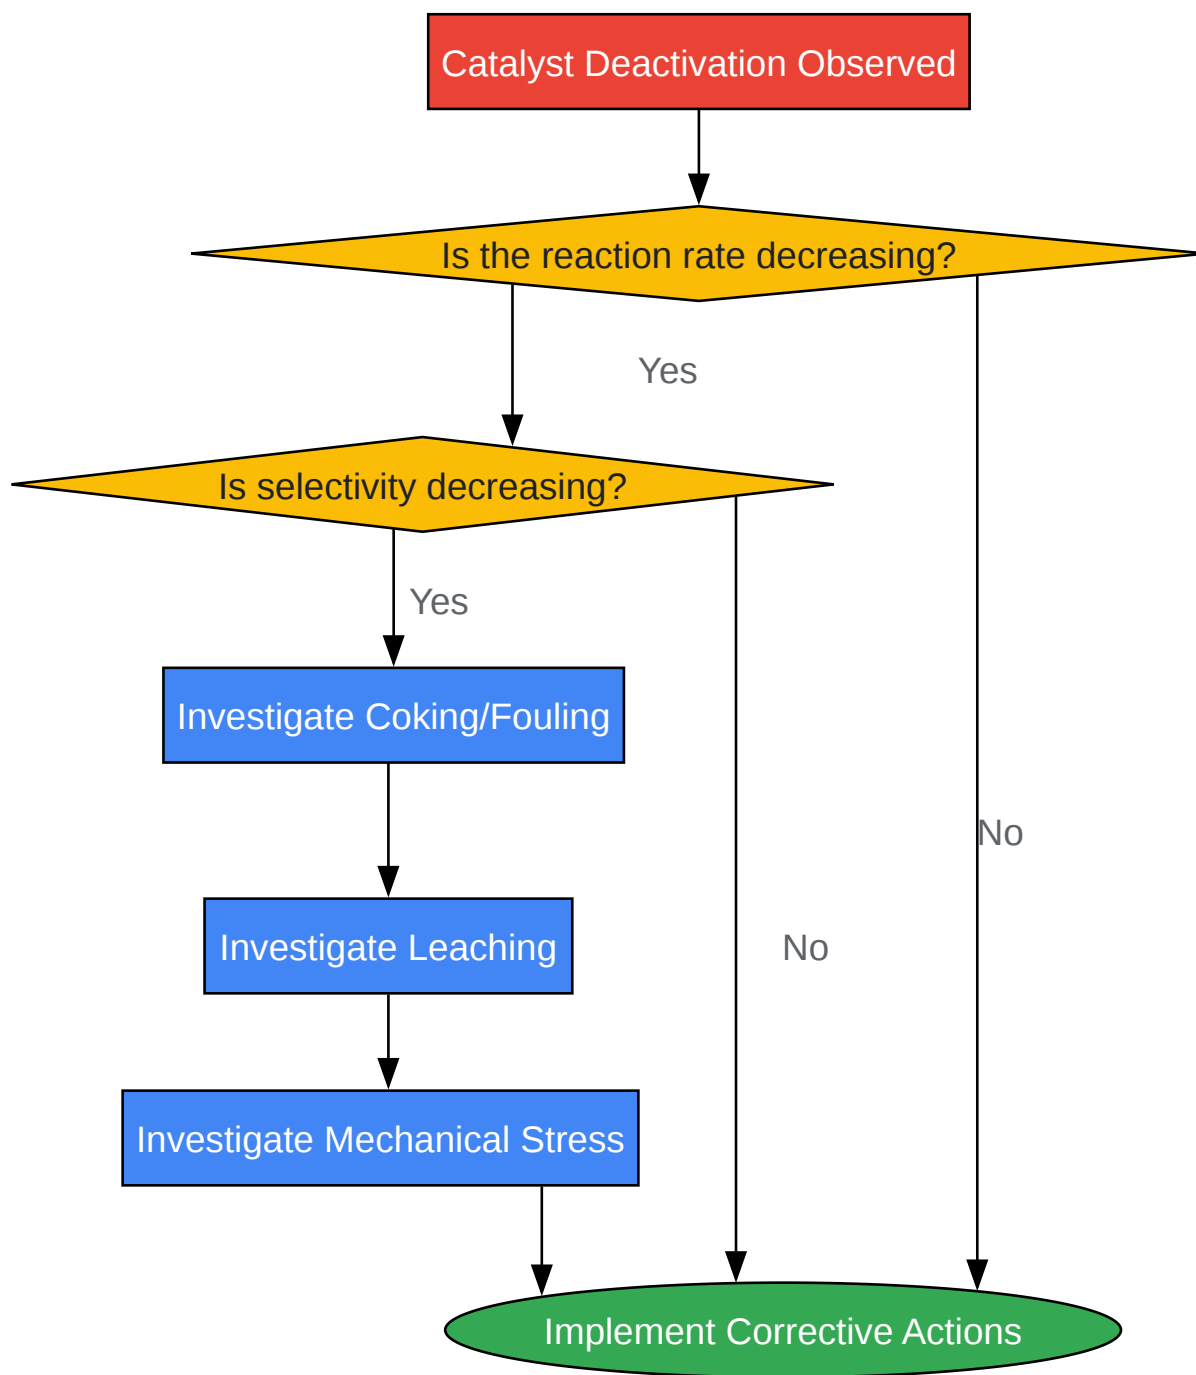 Catalyst Deactivation Observed
Is the reaction rate decreasing?
Yes
Is selectivity decreasing?
Yes
Investigate Coking/Fouling
No
Investigate Leaching
No
Investigate Mechanical Stress
Implement Corrective Actions